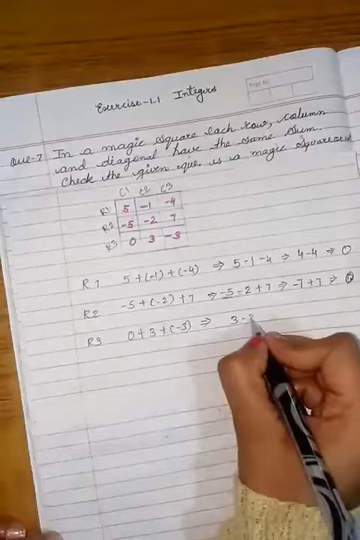 Exercise-1.1 Integers
Page No.
Que-7 In a magic square each row, column
and diagonal have the same sum.
Check the given que. is a magic square or
C1 C2 C3
R1 5 -1 -4
R2 -5 -2 7
R3 0 3 -3
R1 5+(-1)+(-4) ⇒ 5-1-4 ⇒ 4-4 ⇒ 0
R2 -5+(-2)+7 ⇒ -5-2+7 ⇒ -7+7 ⇒ 0
R3 0+3+(-3) ⇒ 3-3